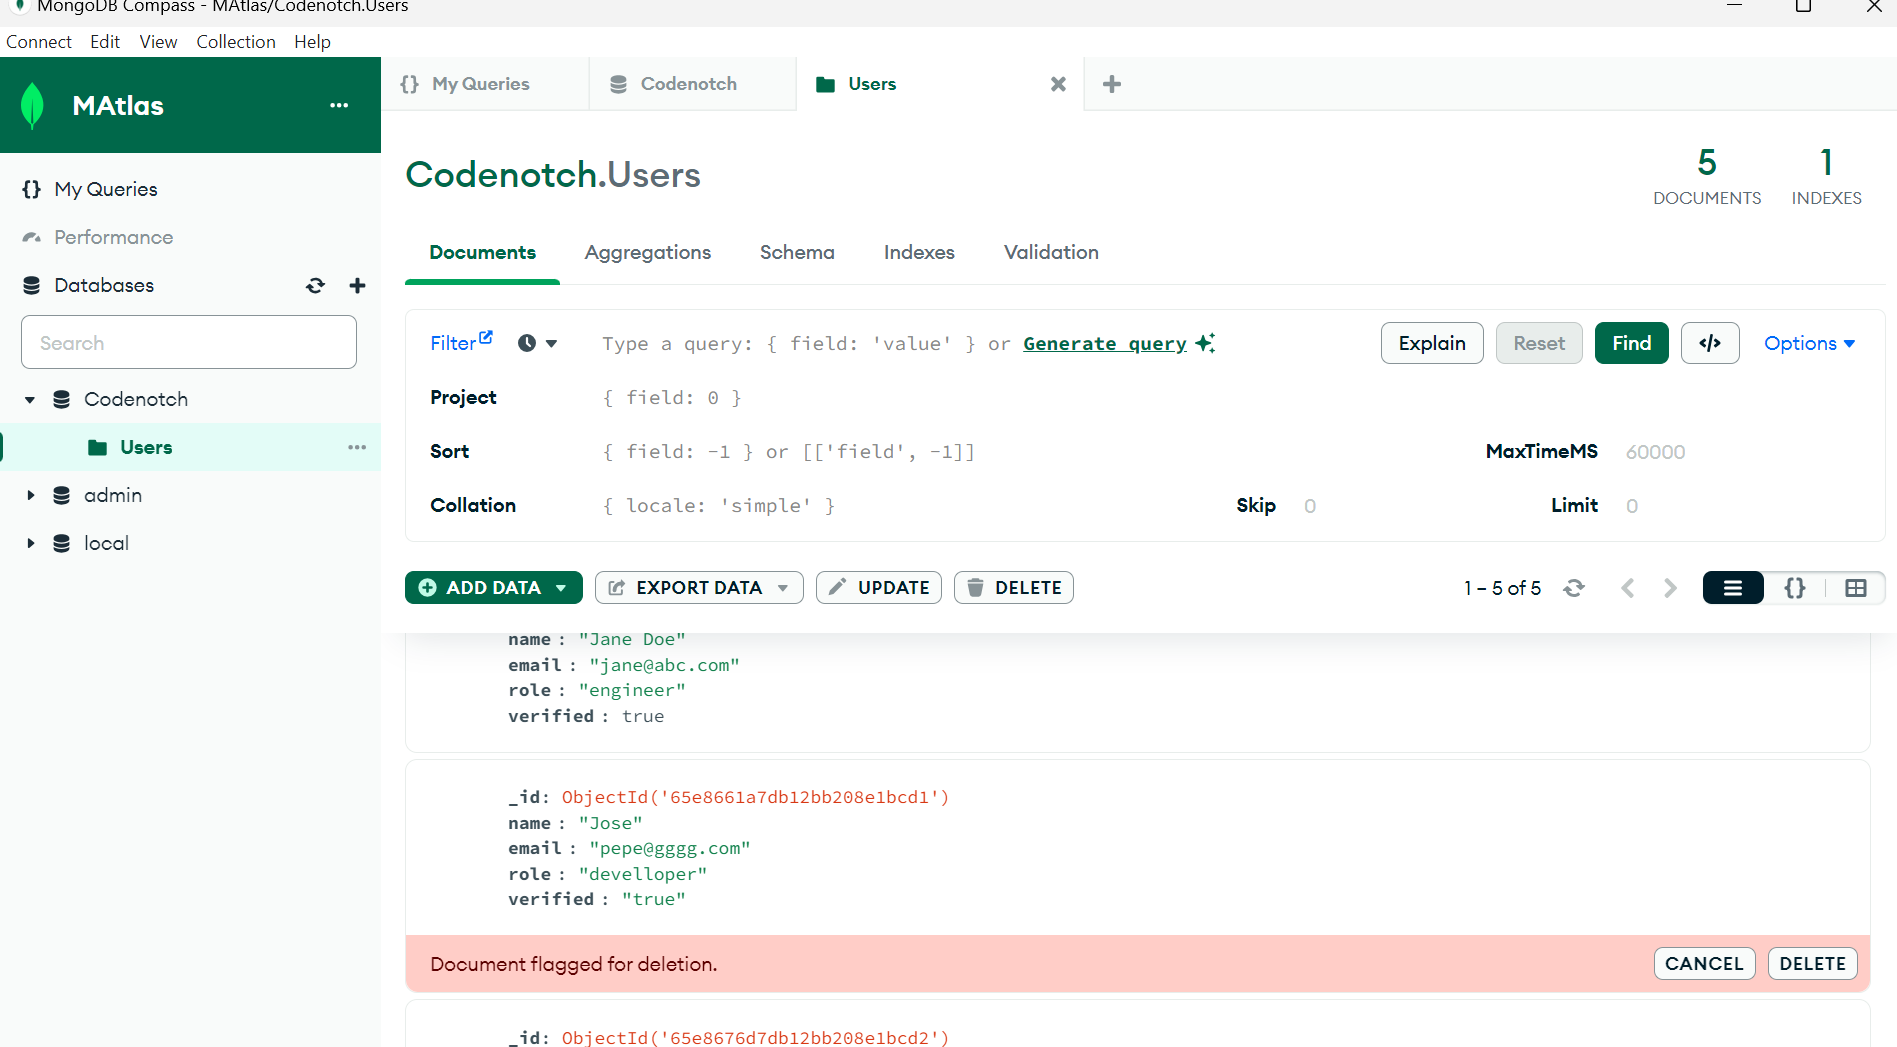 MongoDB Compass - MAtlas/Codenotch.Users
Connect Edit View Collection Help
MAtlas
My Queries
Codenotch
Users
My Queries
Performance
Databases
Search
Codenotch
Users
admin
local
Codenotch.Users
5
DOCUMENTS
1
INDEXES
Documents Aggregations Schema Indexes Validation
Filter
Type a query: { field: 'value' } or Generate query
Explain
Reset
Find
</>
Options
Project { field: 0 }
Sort { field: -1 } or [['field', -1]]
MaxTimeMS 60000
Collation { locale: 'simple' }
Skip 0
Limit 0
ADD DATA
EXPORT DATA
UPDATE
DELETE
1 – 5 of 5
{}
name : "Jane Doe"
email : "jane@abc.com"
role : "engineer"
verified : true
_id: ObjectId('65e8661a7db12bb208e1bcd1')
name : "Jose"
email : "pepe@gggg.com"
role : "develloper"
verified : "true"
Document flagged for deletion.
CANCEL
DELETE
_id: ObjectId('65e8676d7db12bb208e1bcd2')